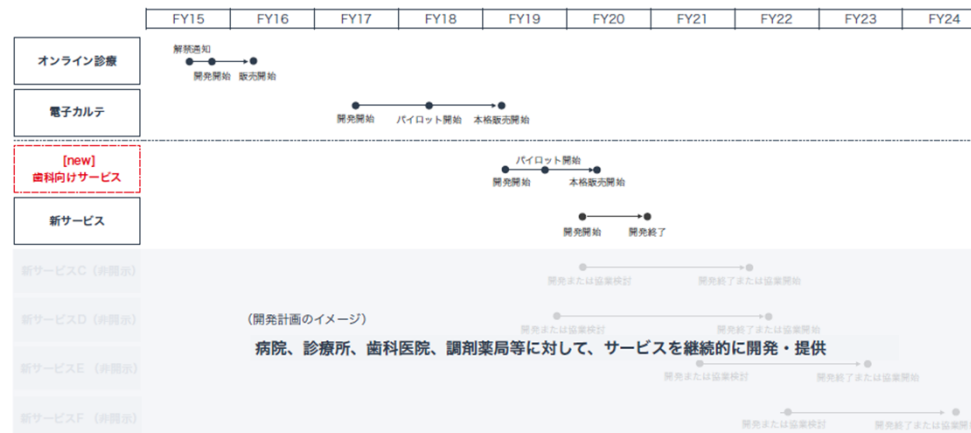 FY15 FY16 FY17 FY18 FY19 FY20 FY21 FY22 FY23 FY24
オンライン診療
解禁通知
開発開始 販売開始
電子カルテ
開発開始 パイロット開始 本格販売開始
[new]
歯科向けサービス
パイロット開始
開発開始 本格販売開始
新サービス
開発開始 開発終了
新サービスC（非開示）
開発または協業検討 開発終了または協業開始
新サービスD（非開示）
（開発計画のイメージ）
開発または協業検討 開発終了または協業開始
病院、診療所、歯科医院、調剤薬局等に対して、サービスを継続的に開発・提供
新サービスE（非開示）
開発または協業検討 開発終了または協業開始
新サービスF（非開示）
開発または協業検討 開発終了または協業開